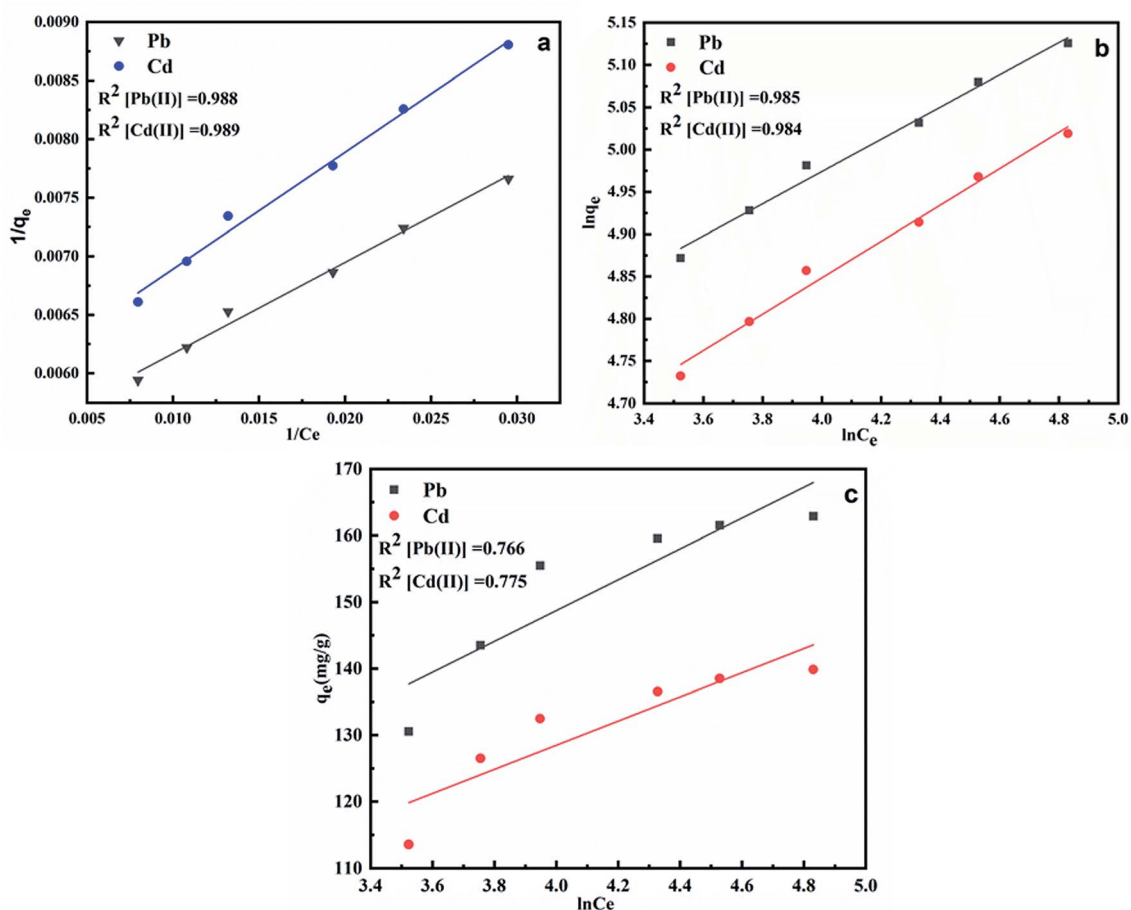 0.0090
0.0085
0.0080
0.0075
0.0070
0.0065
0.0060
1/qe
Pb
Cd
R² [Pb(II)] =0.988
R² [Cd(II)] =0.989
a
0.005 0.010 0.015 0.020 0.025 0.030
1/Ce
5.15
5.10
5.05
5.00
4.95
4.90
4.85
4.80
4.75
4.70
lnqe
Pb
Cd
R² [Pb(II)] =0.985
R² [Cd(II)] =0.984
b
3.4 3.6 3.8 4.0 4.2 4.4 4.6 4.8 5.0
lnCe
170
160
150
140
130
120
110
qe(mg/g)
Pb
Cd
R² [Pb(II)] =0.766
R² [Cd(II)] =0.775
c
3.4 3.6 3.8 4.0 4.2 4.4 4.6 4.8 5.0
lnCe